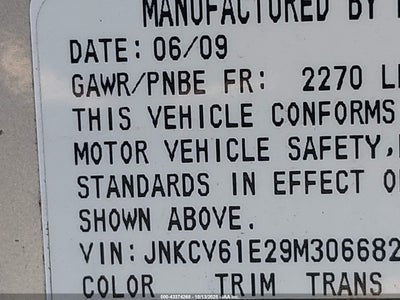 MANUFACTURED BY
DATE: 06/09
GAWR/PNBE FR: 2270
THIS VEHICLE CONFORMS
MOTOR VEHICLE SAFETY,
STANDARDS IN EFFECT
SHOWN ABOVE.
VIN: JNKCV61E29M306682
COLOR TRIM TRANS